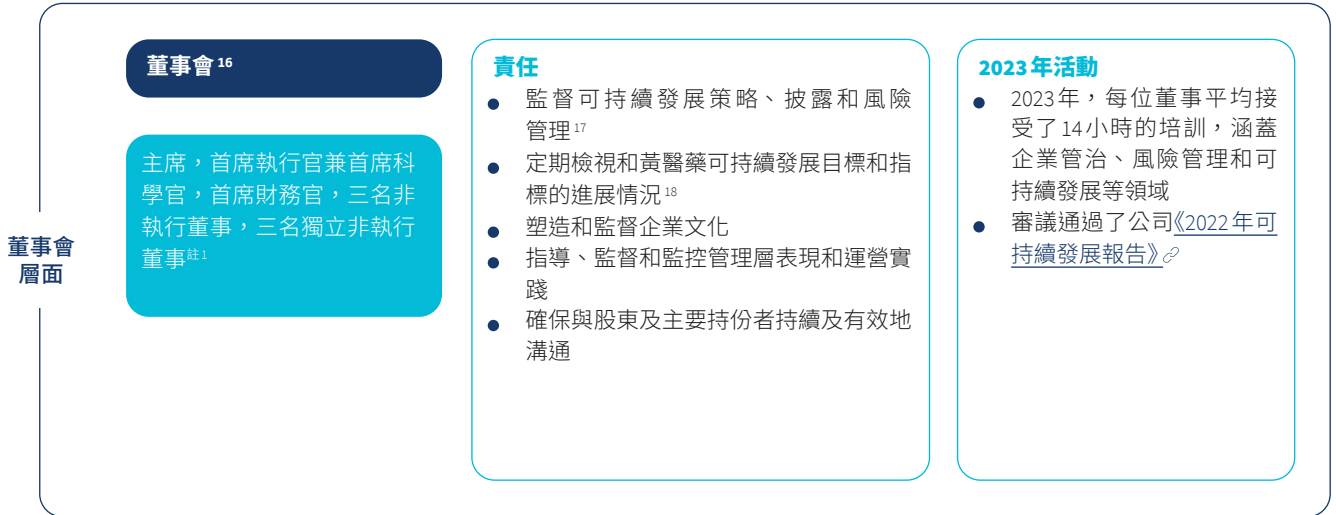 董事會
層面
董事會 16
主席，首席執行官兼首席科
學官，首席財務官，三名非
執行董事，三名獨立非執行
董事註1
責任
● 監督可持續發展策略、披露和風險
管理 17
● 定期檢視和黃醫藥可持續發展目標和指
標的進展情況 18
● 塑造和監督企業文化
● 指導、監督和監控管理層表現和運營實
踐
● 確保與股東及主要持份者持續及有效地
溝通
2023年活動
● 2023年，每位董事平均接
受了14小時的培訓，涵蓋
企業管治、風險管理和可
持續發展等領域
● 審議通過了公司《2022年可
持續發展報告》